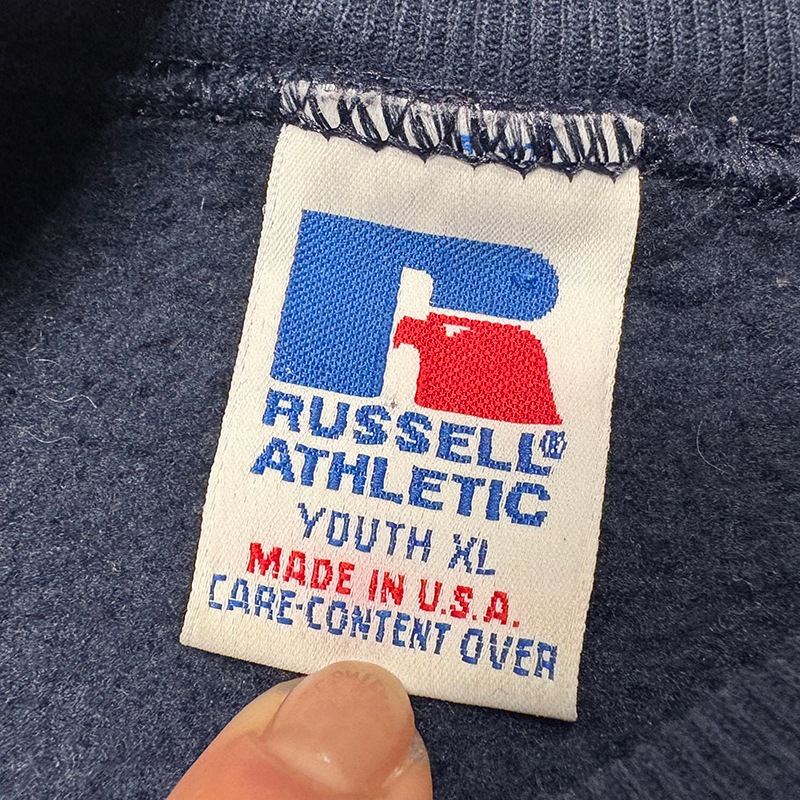 RUSSELL®
ATHLETIC
YOUTH XL
MADE IN U.S.A.
CARE-CONTENT OVER